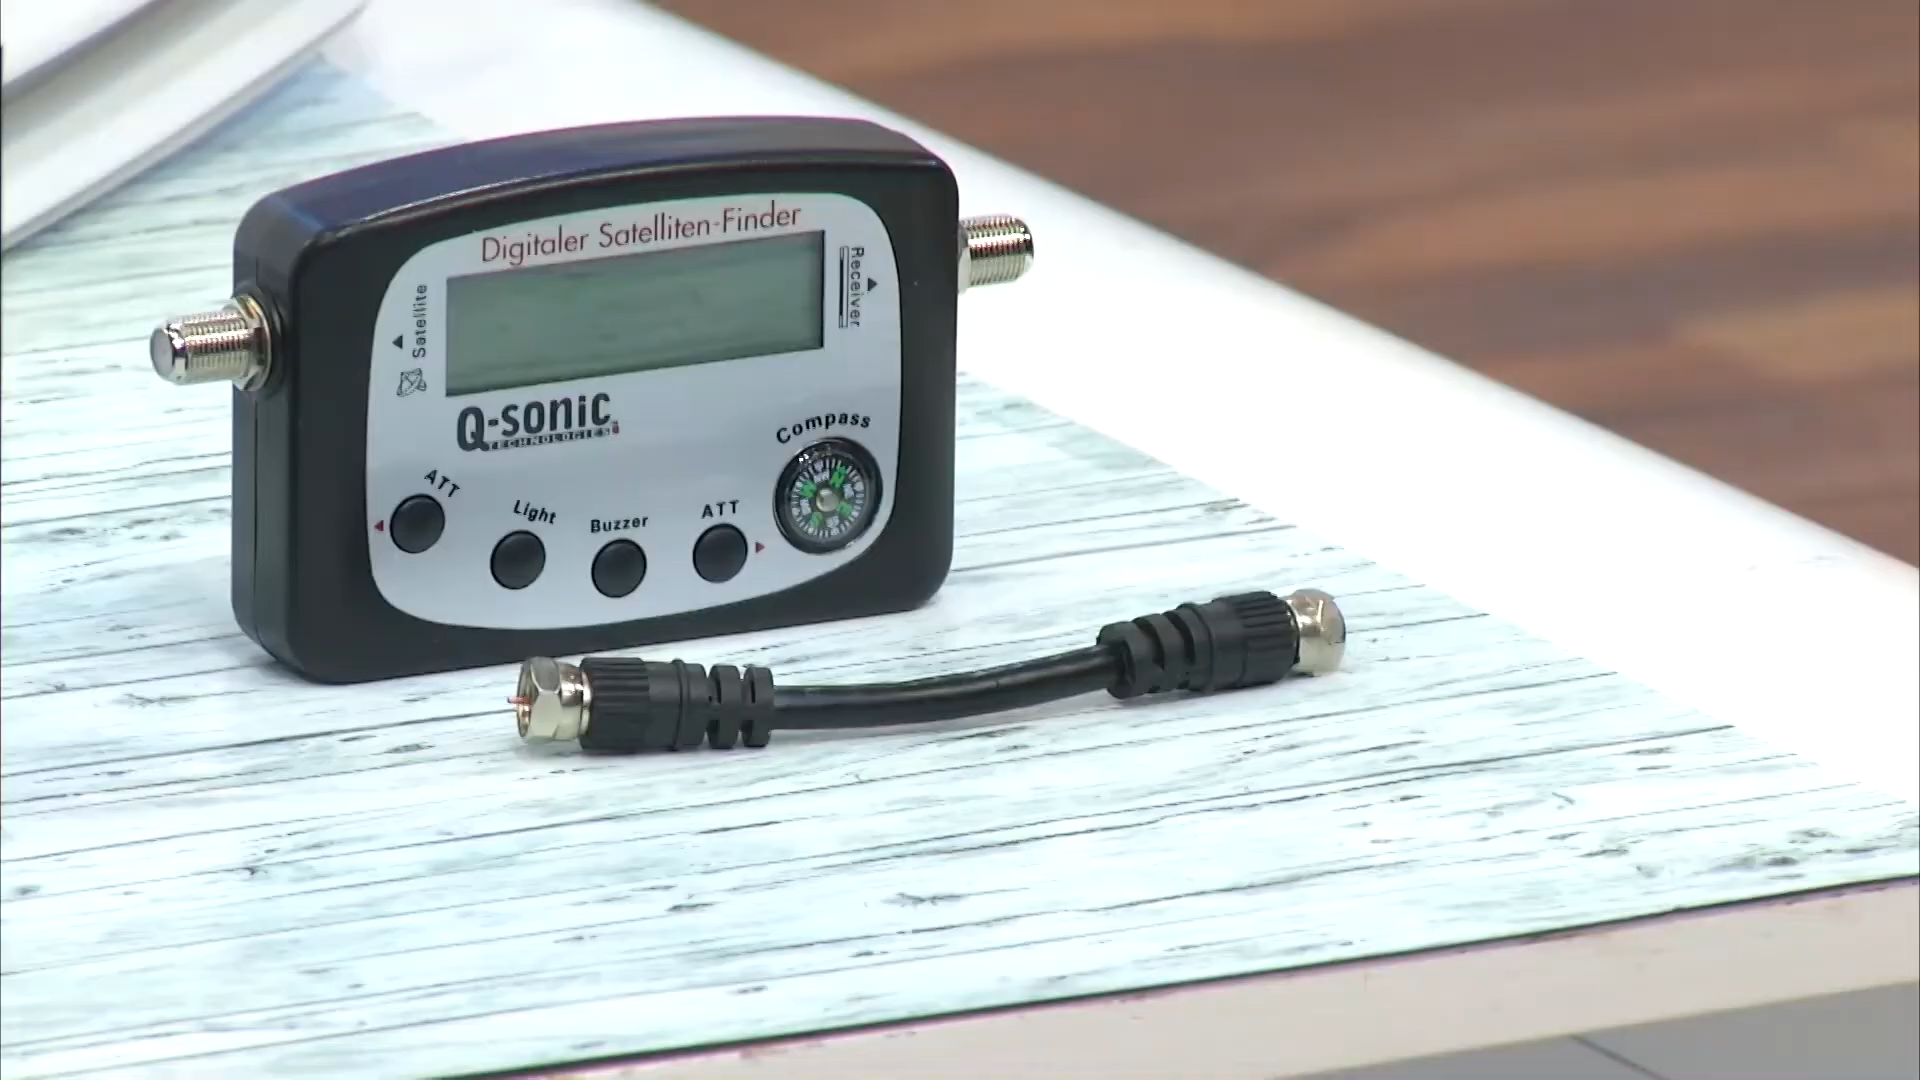 Digitaler Satelliten-Finder
Satellite
Receiver
Q-sonic
TECHNOLOGIES
Compass
ATT
Light
Buzzer
ATT